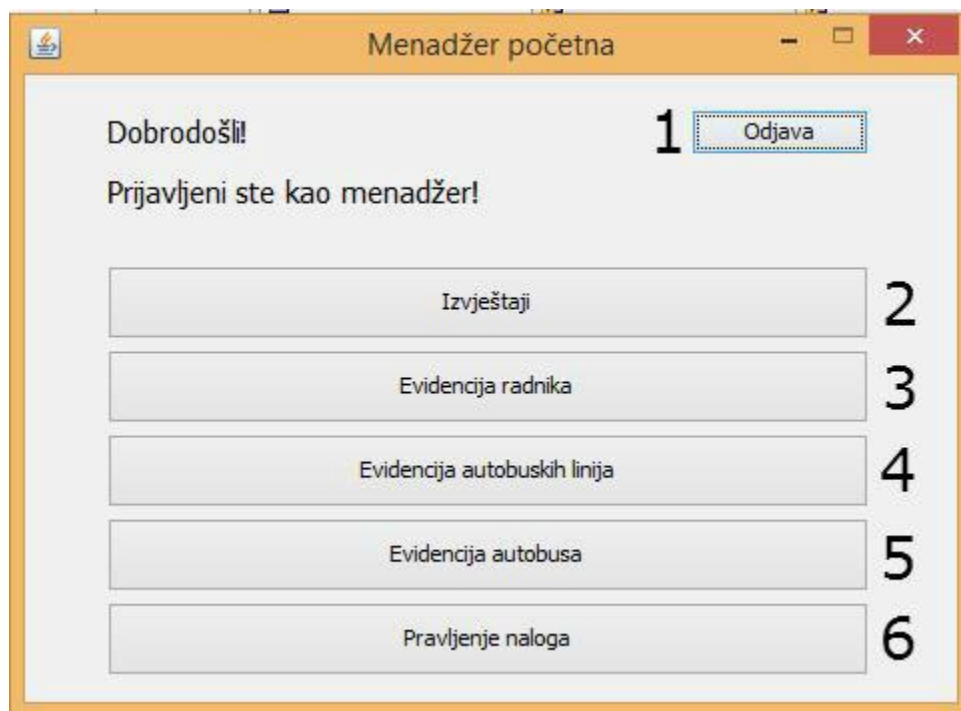 Menadžer početna
Dobrodošli!
1 Odjava
Prijavljeni ste kao menadžer!
Izvještaji 2
Evidencija radnika 3
Evidencija autobuskih linija 4
Evidencija autobusa 5
Pravljenje naloga 6